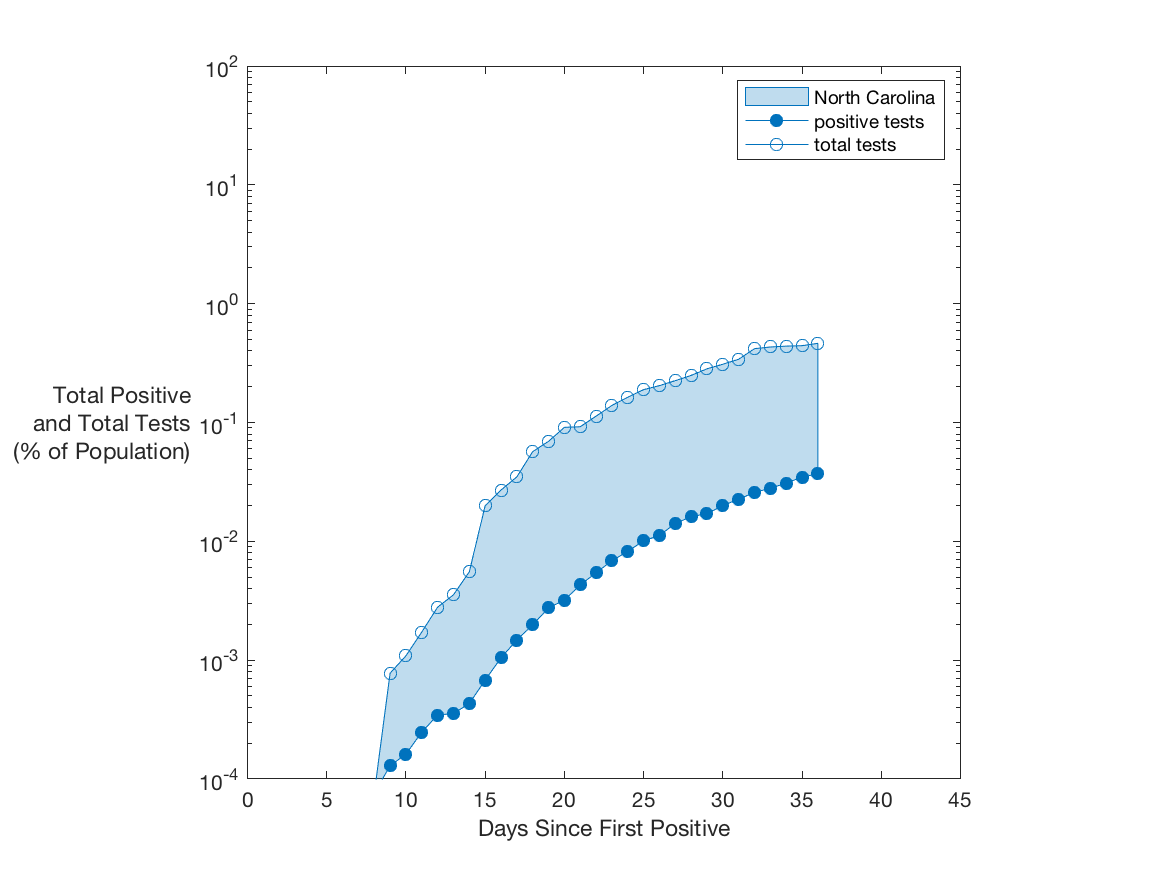 10^2
10^1
10^0
10^-1
10^-2
10^-3
10^-4
Total Positive
and Total Tests
(% of Population)
North Carolina
positive tests
total tests
0 5 10 15 20 25 30 35 40 45
Days Since First Positive